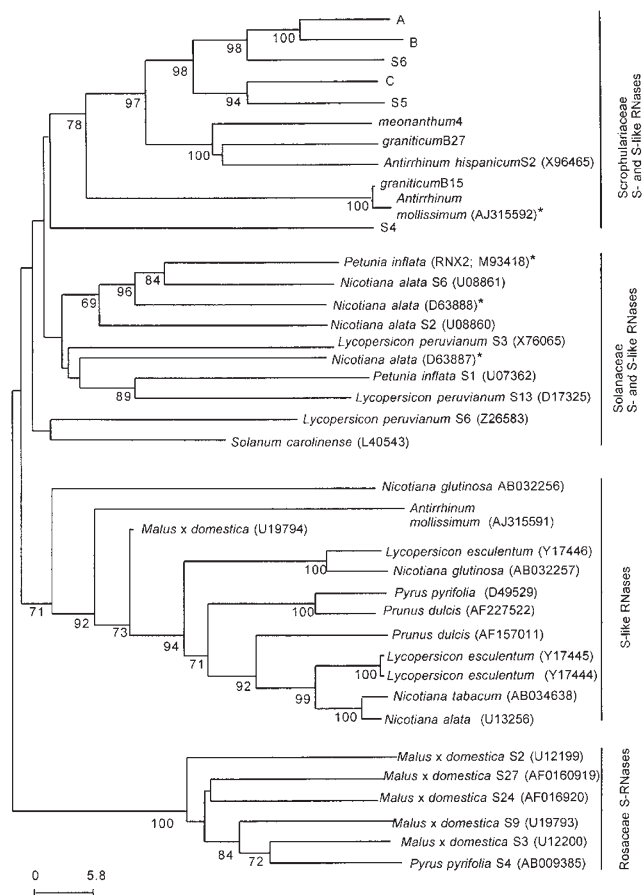 A
100
B
98
S6
98
C
94
S5
97
meonanthum4
78
graniticumB27
100
Antirrhinum hispanicumS2 (X96465)
graniticumB15
100
Antirrhinum
mollissimum (AJ315592)*
S4
Scrophulariaceae
S- and S-like RNases
Petunia inflata (RNX2; M93418)*
84
Nicotiana alata S6 (U08861)
96
Nicotiana alata (D63888)*
69
Nicotiana alata S2 (U08860)
Lycopersicon peruvianum S3 (X76065)
Nicotiana alata (D63887)*
Petunia inflata S1 (U07362)
89
Lycopersicon peruvianum S13 (D17325)
Lycopersicon peruvianum S6 (Z26583)
Solanum carolinense (L40543)
Solanaceae
S- and S-like RNases
Nicotiana glutinosa AB032256)
Antirrhinum
mollissimum (AJ315591)
Malus x domestica (U19794)
Lycopersicon esculentum (Y17446)
100
Nicotiana glutinosa (AB032257)
Pyrus pyrifolia (D49529)
100
Prunus dulcis (AF227522)
71
92
73
94
Prunus dulcis (AF157011)
71
Lycopersicon esculentum (Y17445)
100
Lycopersicon esculentum (Y17444)
92
99
Nicotiana tabacum (AB034638)
100
Nicotiana alata (U13256)
S-like RNases
Malus x domestica S2 (U12199)
Malus x domestica S27 (AF0160919)
Malus x domestica S24 (AF016920)
100
Malus x domestica S9 (U19793)
84
Malus x domestica S3 (U12200)
72
Pyrus pyrifolia S4 (AB009385)
Rosaceae S-RNases
0 5.8